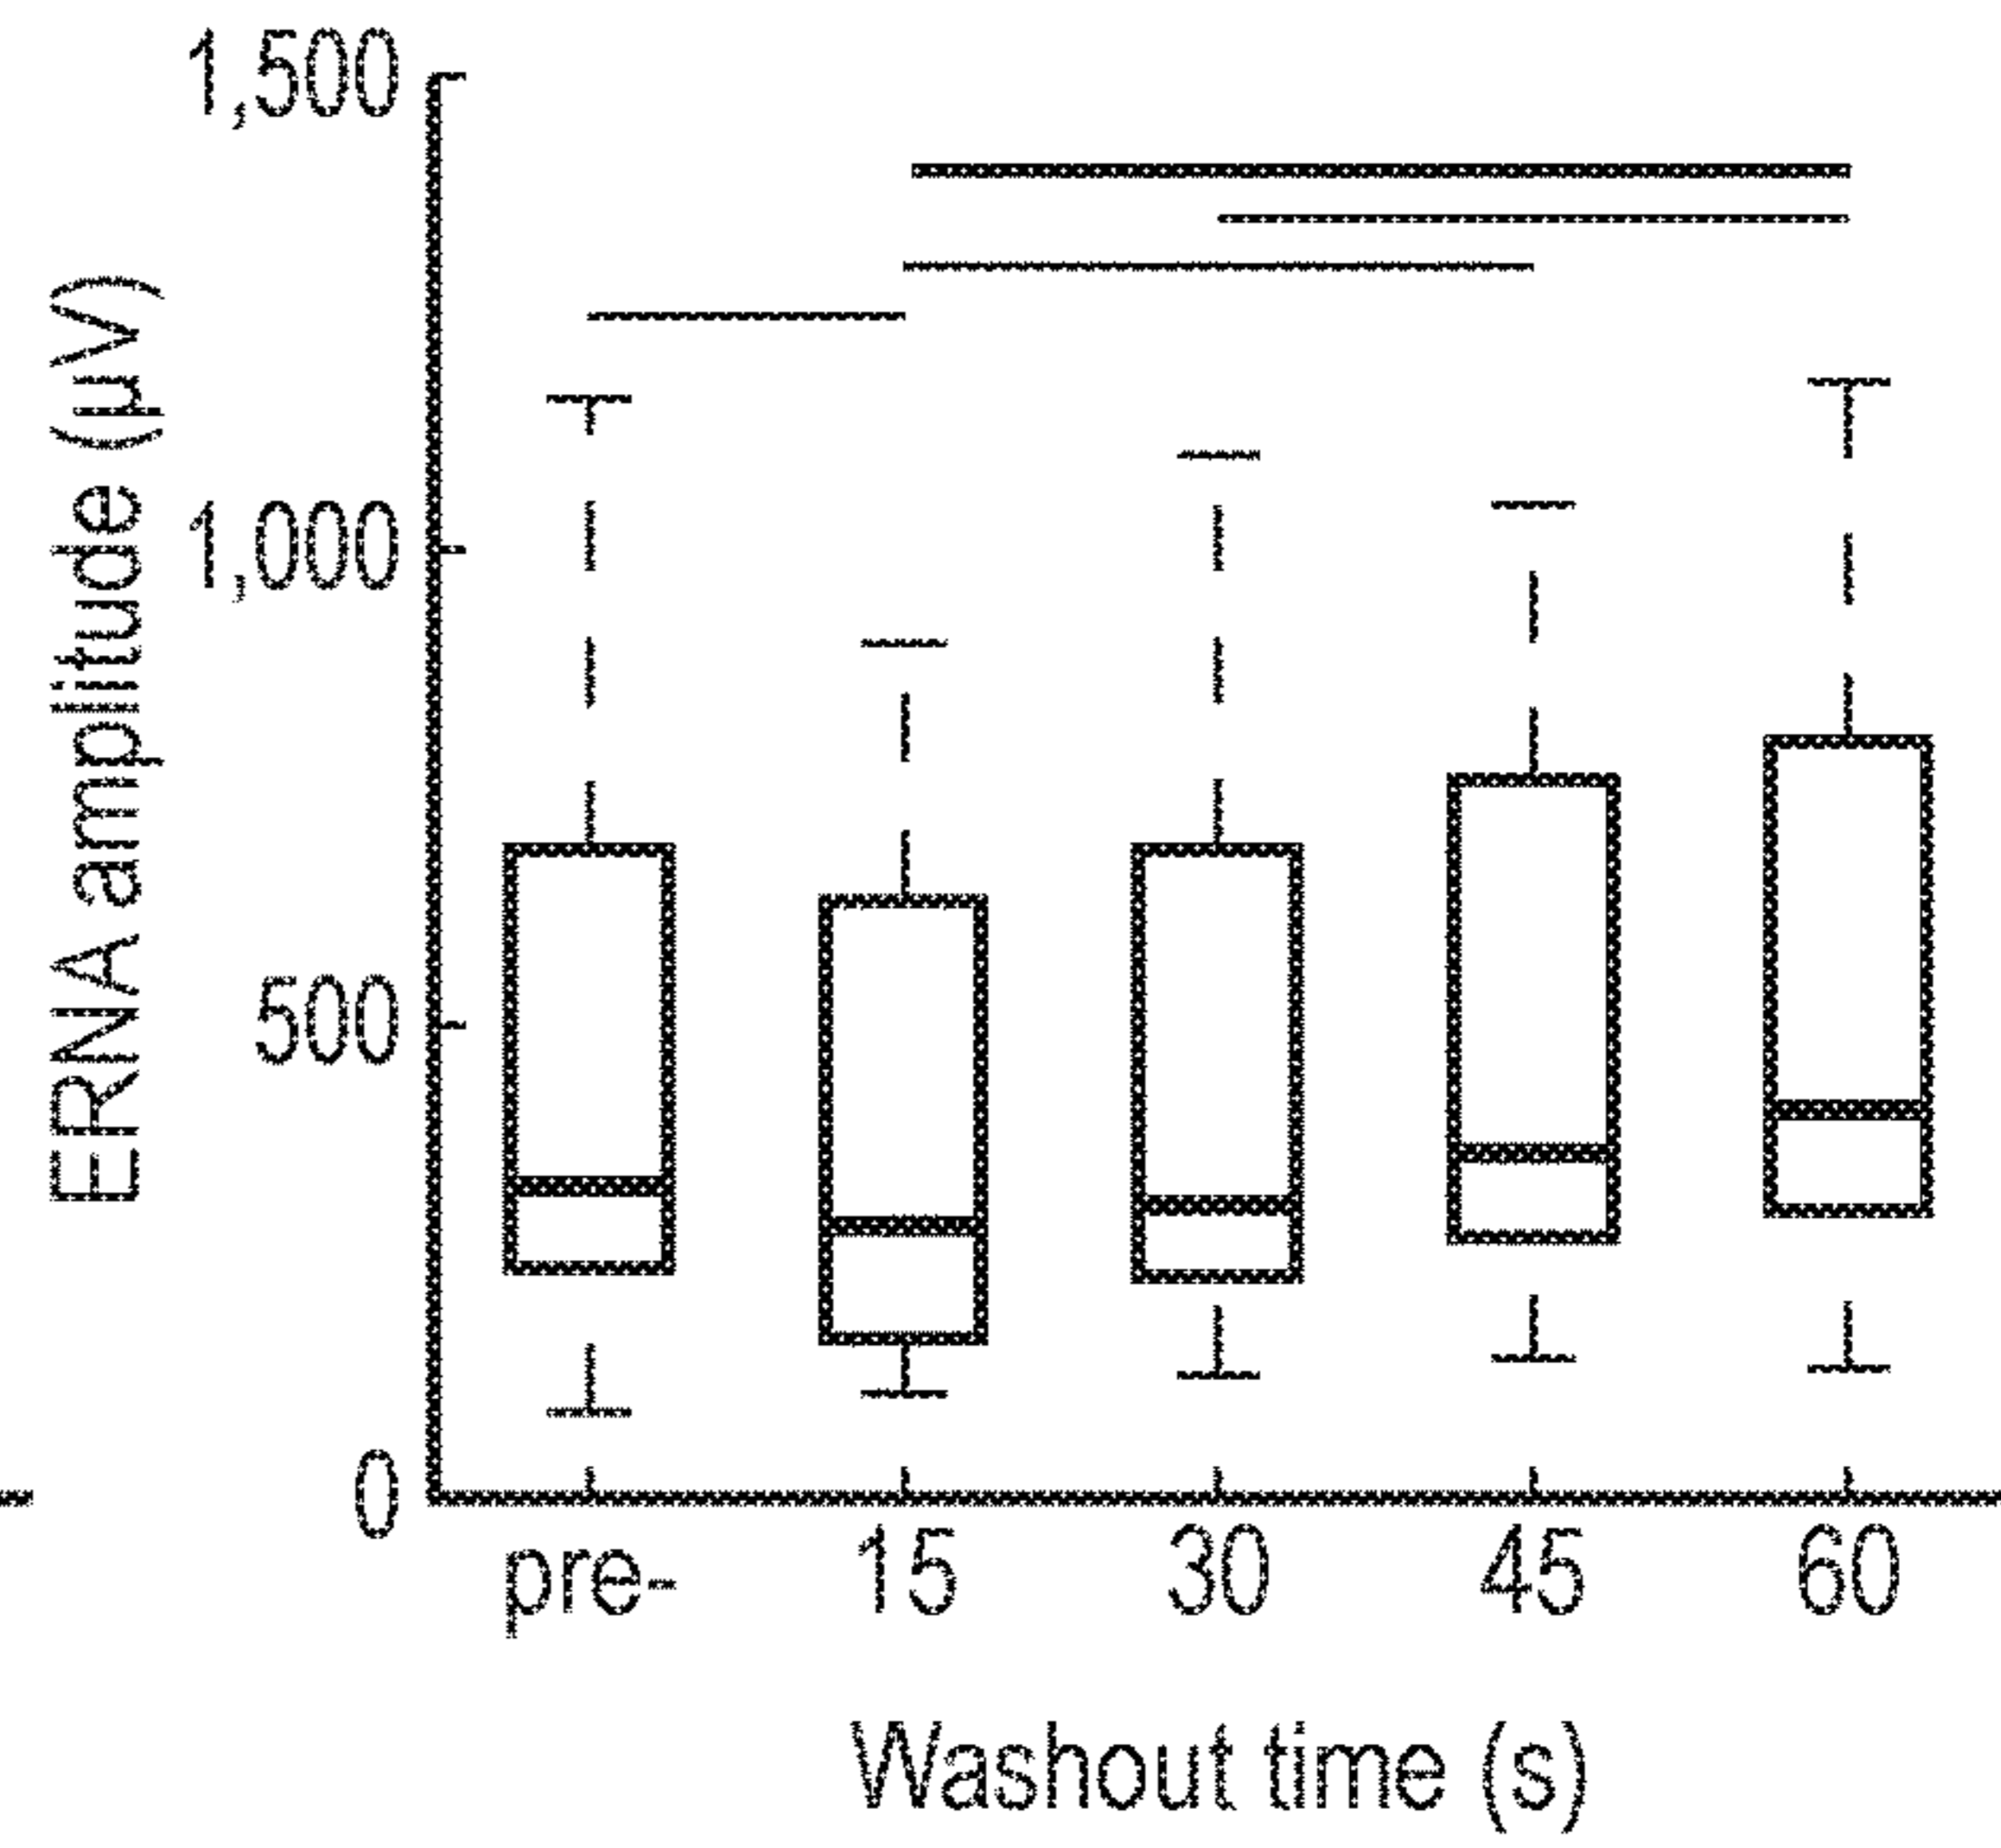 1,500
1,000
500
0
ERNA amplitude (µV)
pre- 15 30 45 60
Washout time (s)